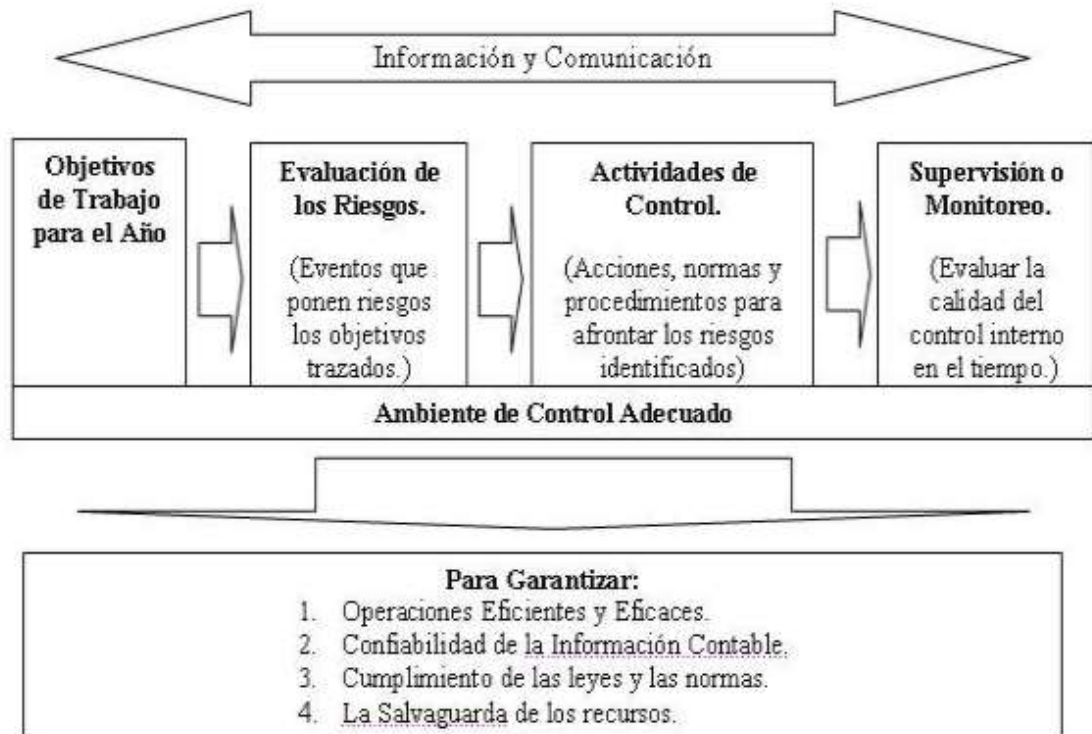 Información y Comunicación
Objetivos
de Trabajo
para el Año
Evaluación de
los Riesgos.
(Eventos que
ponen riesgos
los objetivos
trazados.)
Actividades de
Control.
(Acciones, normas y
procedimientos para
afrontar los riesgos
identificados)
Supervisión o
Monitoreo.
(Evaluar la
calidad del
control interno
en el tiempo.)
Ambiente de Control Adecuado
Para Garantizar:
1. Operaciones Eficientes y Eficaces.
2. Confiabilidad de la Información Contable.
3. Cumplimiento de las leyes y las normas.
4. La Salvaguarda de los recursos.